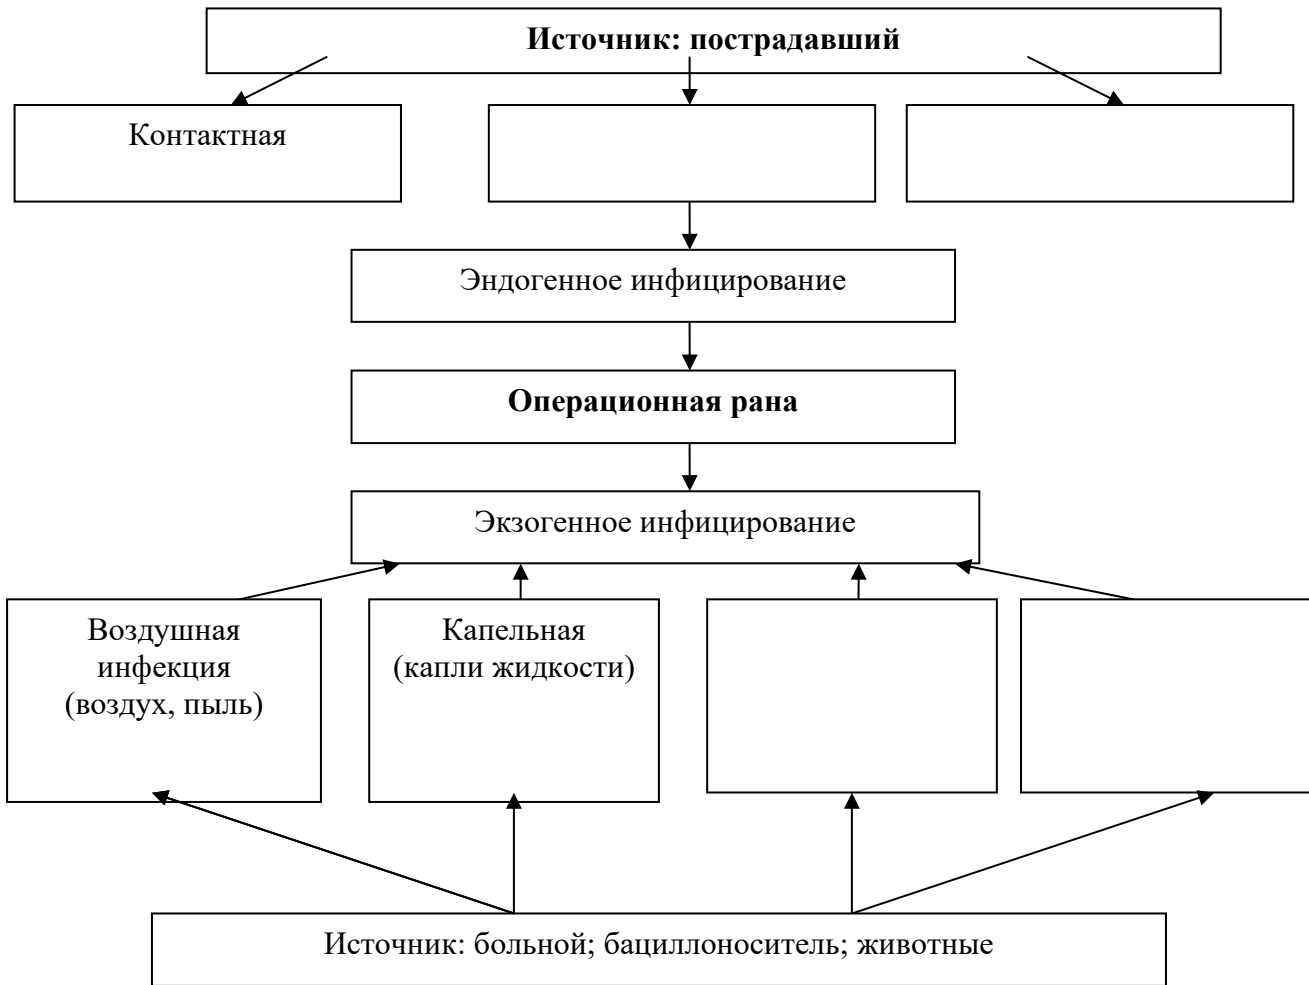 Источник: пострадавший
Контактная
Эндогенное инфицирование
Операционная рана
Экзогенное инфицирование
Воздушная
инфекция
(воздух, пыль)
Капельная
(капли жидкости)
Источник: больной; бациллоноситель; животные